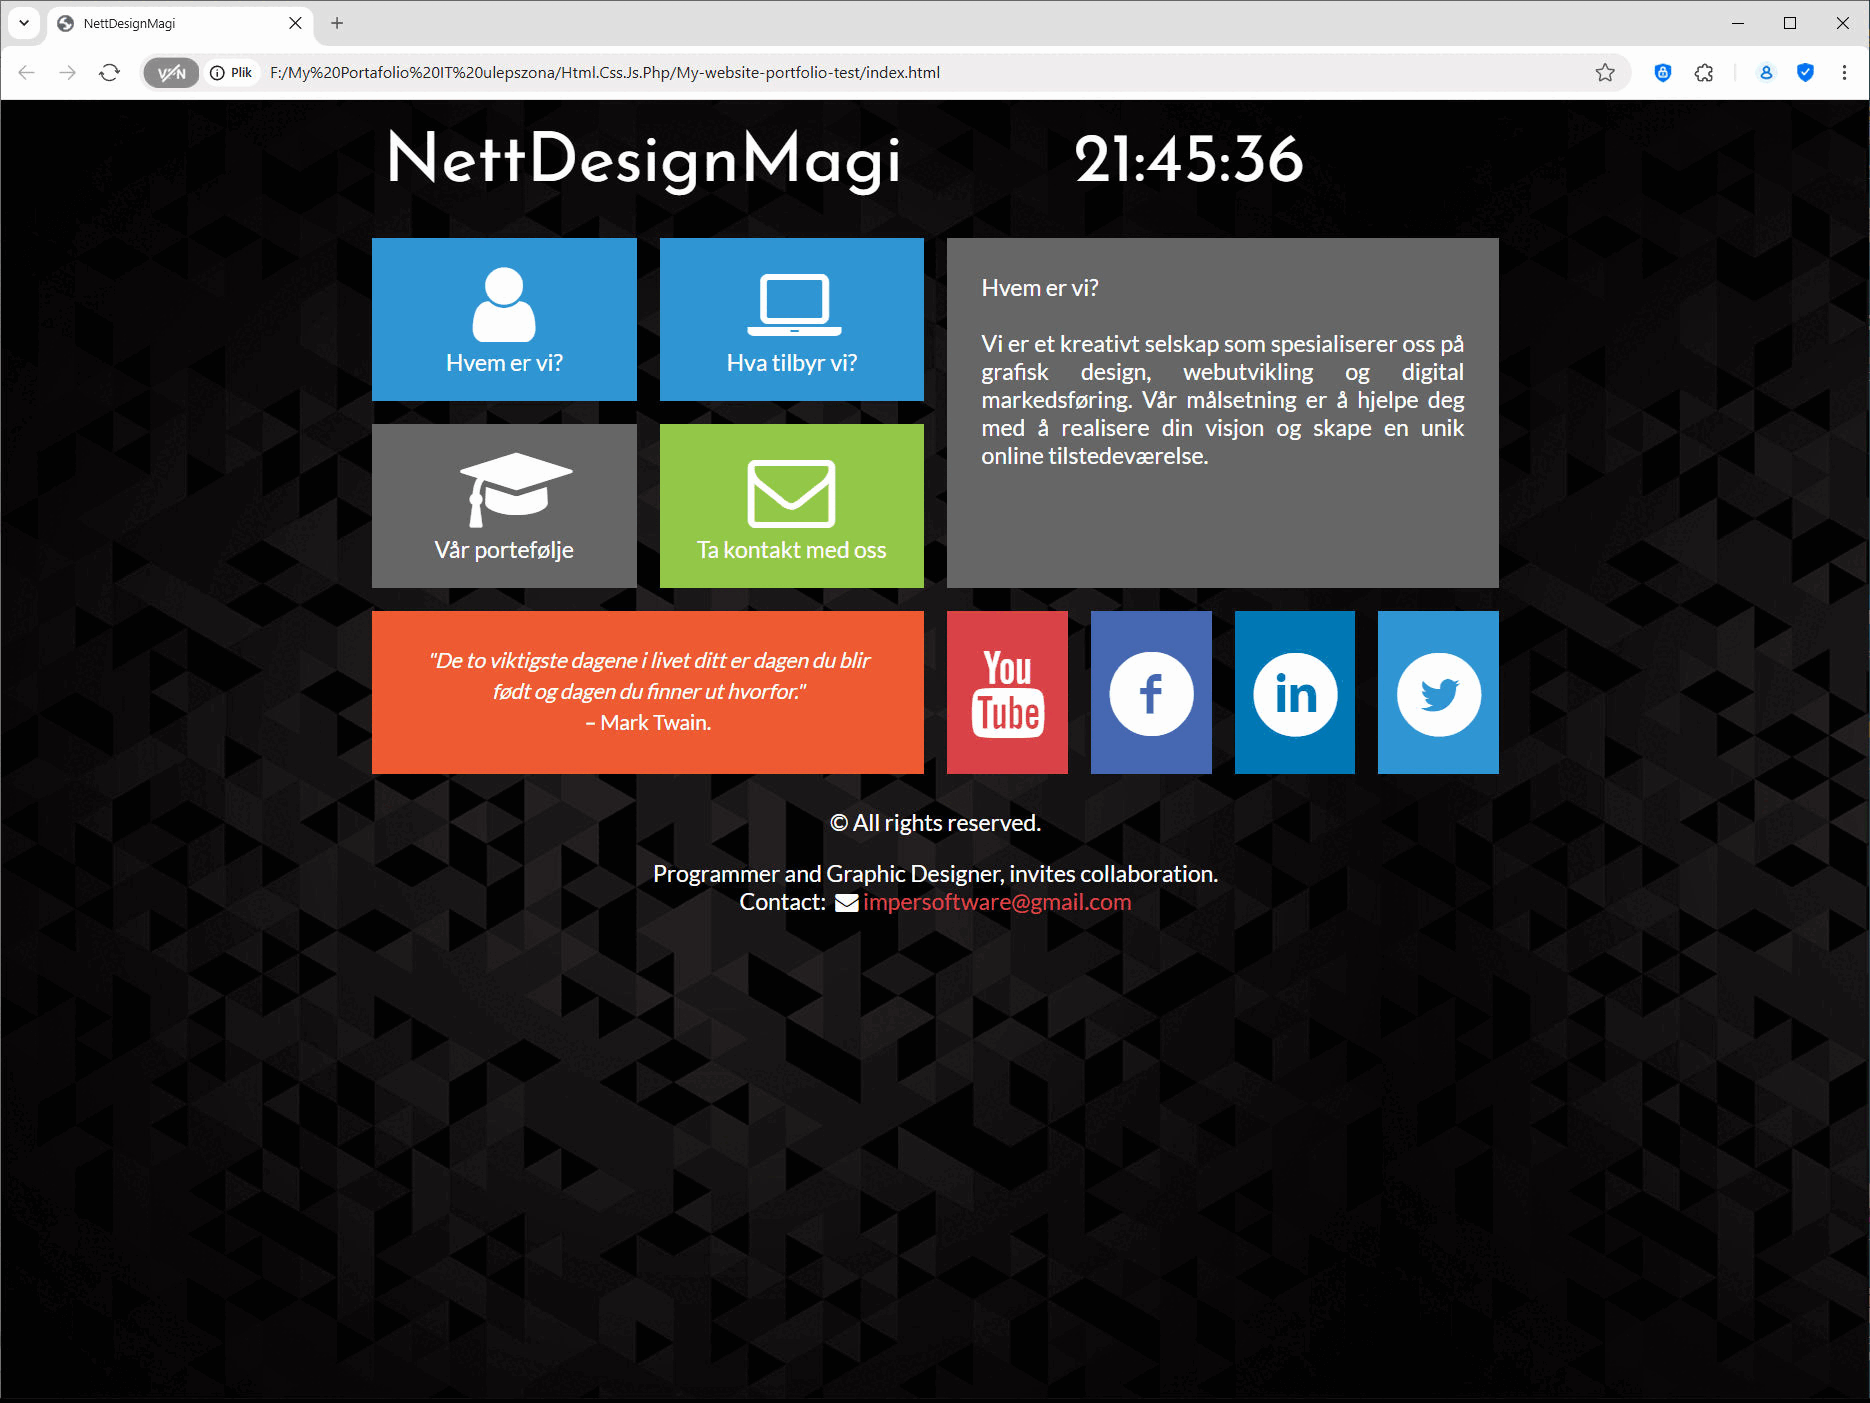 NettDesignMagi
VPN
Plik
F:/My%20Portafolio%20IT%20ulepszona/Html.Css.Js.Php/My-website-portfolio-test/index.html
NettDesignMagi
21:45:36
Hvem er vi?
Hva tilbyr vi?
Vår portefølje
Ta kontakt med oss
Hvem er vi?
Vi er et kreativt selskap som spesialiserer oss på
grafisk design, webutvikling og digital
markedsføring. Vår målsetning er å hjelpe deg
med å realisere din visjon og skape en unik
online tilstedeværelse.
"De to viktigste dagene i livet ditt er dagen du blir
født og dagen du finner ut hvorfor."
– Mark Twain.
You
Tube
f
in
© All rights reserved.
Programmer and Graphic Designer, invites collaboration.
Contact: impersoftware@gmail.com